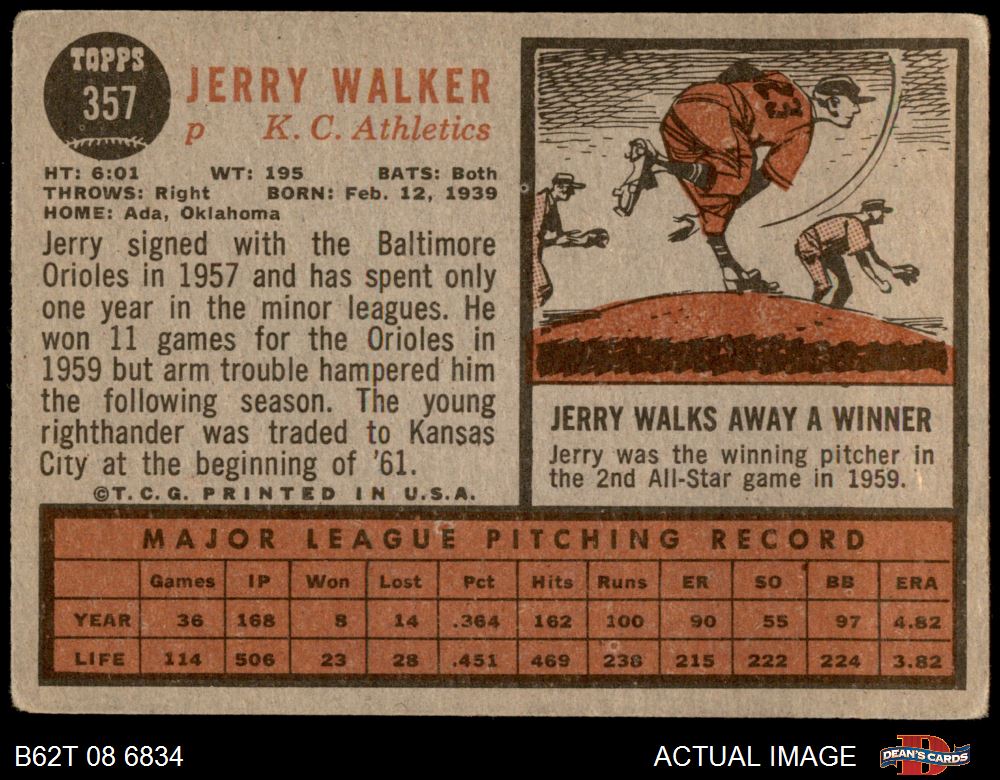 TOPPS
357
JERRY WALKER
p K. C. Athletics
HT: 6:01 WT: 195 BATS: Both
THROWS: Right BORN: Feb. 12, 1939
HOME: Ada, Oklahoma
Jerry signed with the Baltimore
Orioles in 1957 and has spent only
one year in the minor leagues. He
won 11 games for the Orioles in
1959 but arm trouble hampered him
the following season. The young
righthander was traded to Kansas
City at the beginning of '61.
©T. C. G. PRINTED IN U.S.A.
23
JERRY WALKS AWAY A WINNER
Jerry was the winning pitcher in
the 2nd All-Star game in 1959.
MAJOR LEAGUE PITCHING RECORD
Games IP Won Lost Pct Hits Runs ER SO BB ERA
YEAR 36 168 8 14 .364 162 100 90 55 97 4.82
LIFE 114 506 23 28 .451 469 238 215 222 224 3.82
B62T 08 6834
ACTUAL IMAGE
DEAN'S CARDS